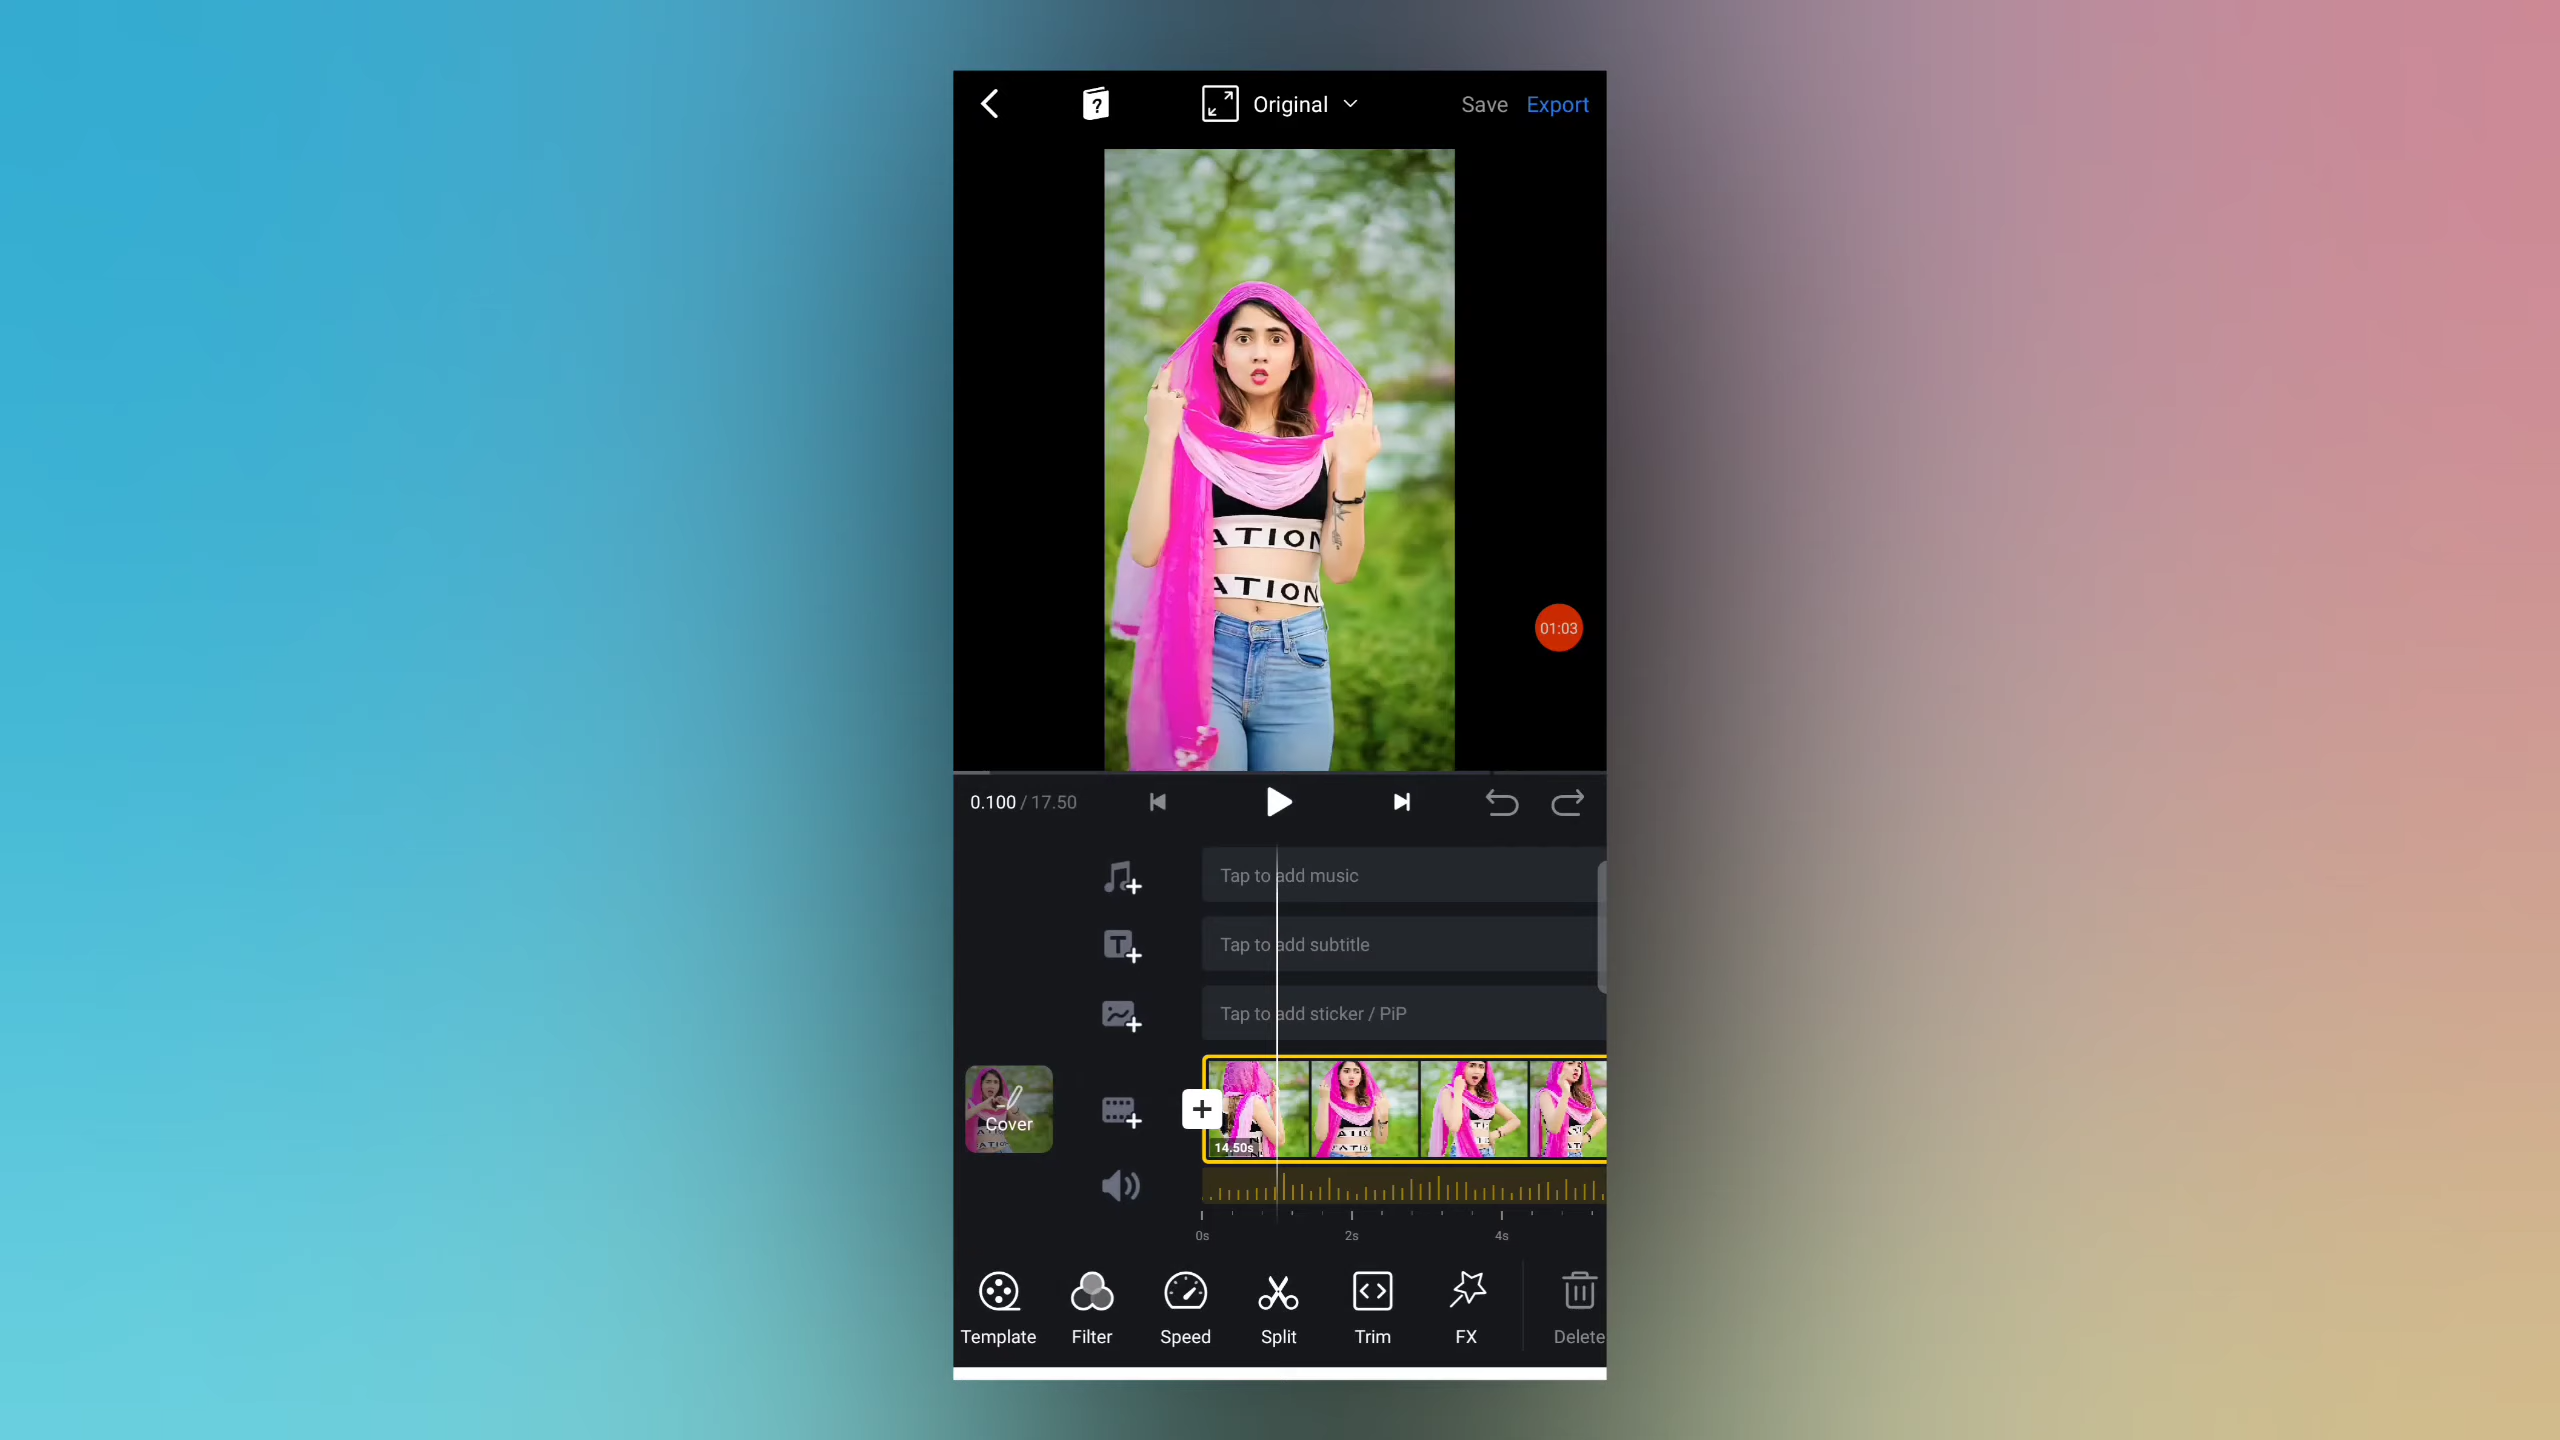 Original
Save
Export
ATION
ATION
01:03
0.100 / 17.50
Tap to add music
Tap to add subtitle
Tap to add sticker / PiP
Cover
14.50s
0s
2s
4s
Template
Filter
Speed
Split
Trim
FX
Delete